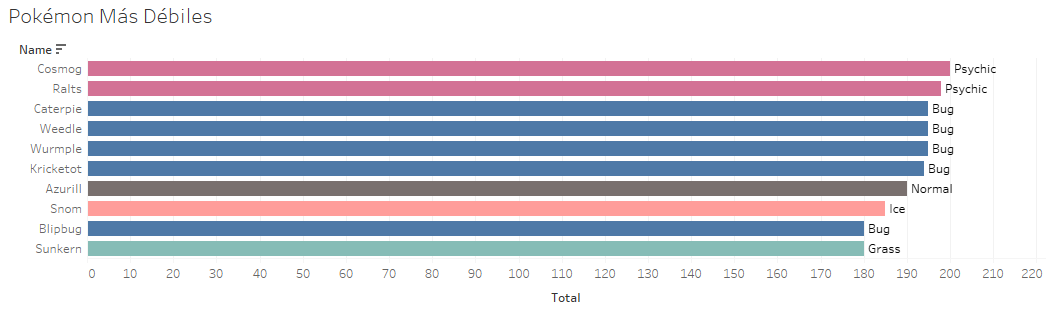 Pokémon Más Débiles
Name
Cosmog Psychic
Ralts Psychic
Caterpie Bug
Weedle Bug
Wurmple Bug
Kricketot Bug
Azurill Normal
Snom Ice
Blipbug Bug
Sunkern Grass
0 10 20 30 40 50 60 70 80 90 100 110 120 130 140 150 160 170 180 190 200 210 220
Total